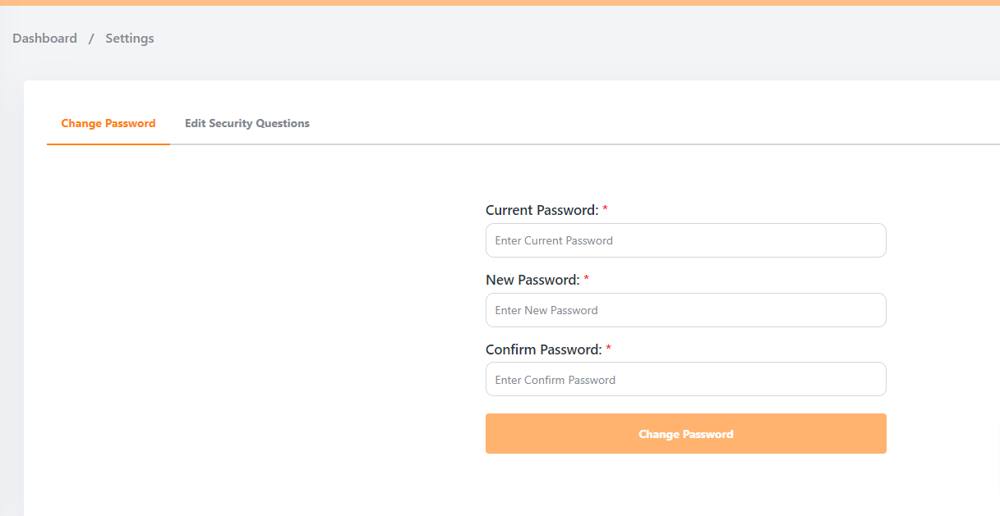 Dashboard / Settings
Change Password Edit Security Questions
Current Password: *
Enter Current Password
New Password: *
Enter New Password
Confirm Password: *
Enter Confirm Password
Change Password